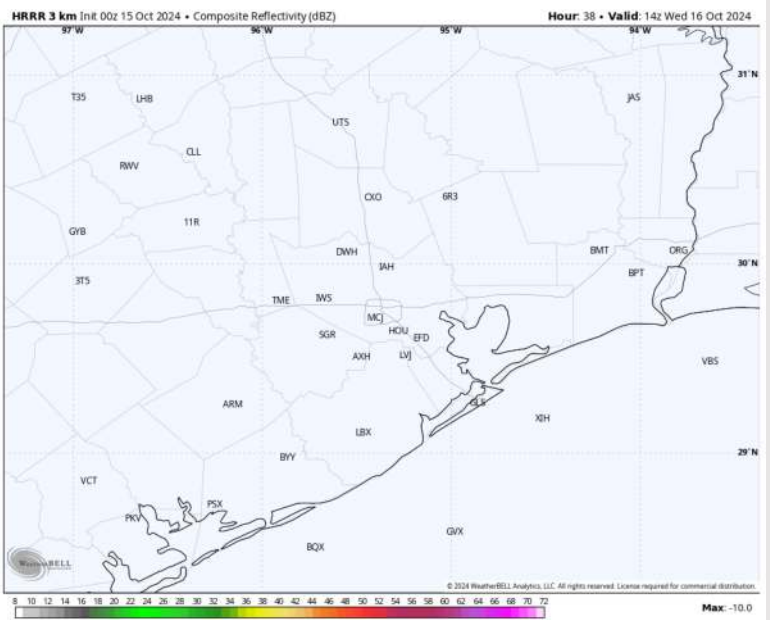 HRRR 3 km Init 00z 15 Oct 2024 • Composite Reflectivity (dBZ) Hour: 38 • Valid: 14z Wed 16 Oct 2024
97°W 96°W 95°W 94°W
31°N
T35 LHB JAS
UTS
CLL
RWV
CXO 6R3
11R
GYB
DWH BMT ORG
IAH 30°N
BPT
3T5
TME IWS
MCJ
SGR HOU EFD
AXH LVJ VBS
ARM GLS
XIH
LBX
BYY 29°N
VCT
PSX
PKV
GVX
BQX
WeatherBELL
© 2024 WeatherBELL Analytics, LLC. All rights reserved. License required for commercial distribution.
8 10 12 14 16 18 20 22 24 26 28 30 32 34 36 38 40 42 44 46 48 50 52 54 56 58 60 62 64 66 68 70 72
Max: -10.0